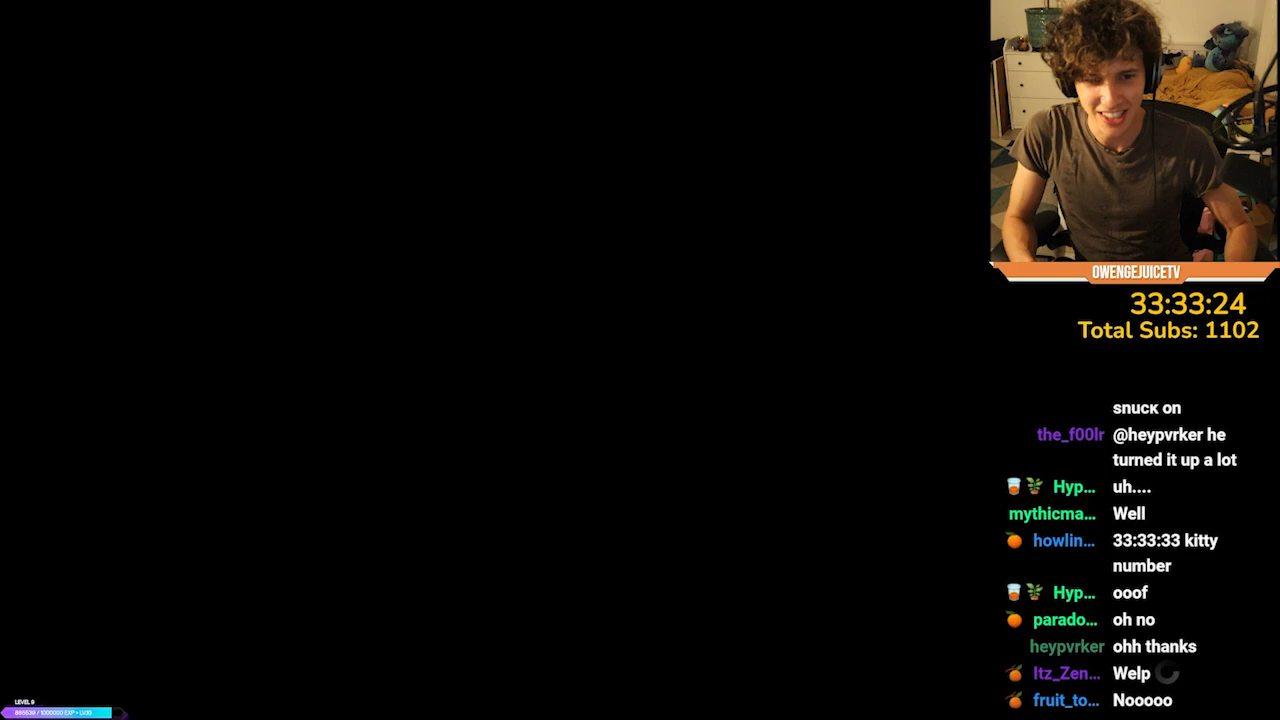 OWENGEJUICETV
33:33:24
Total Subs: 1102
snuck on
the_f00lr @heypvrker he
turned it up a lot
Hyp... uh....
mythicma... Well
howlin... 33:33:33 kitty
number
Hyp... ooof
parado... oh no
heypvrker ohh thanks
Itz_Zen... Welp
fruit_to... Nooooo
LEVEL 9